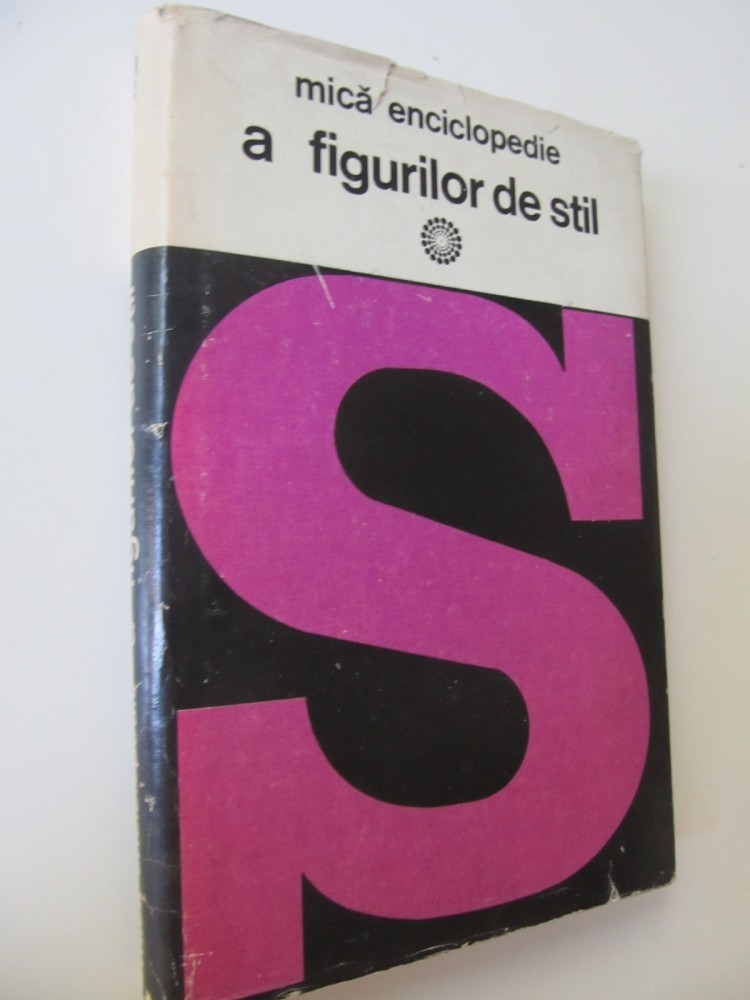 mică enciclopedie
a figurilor de stil
S